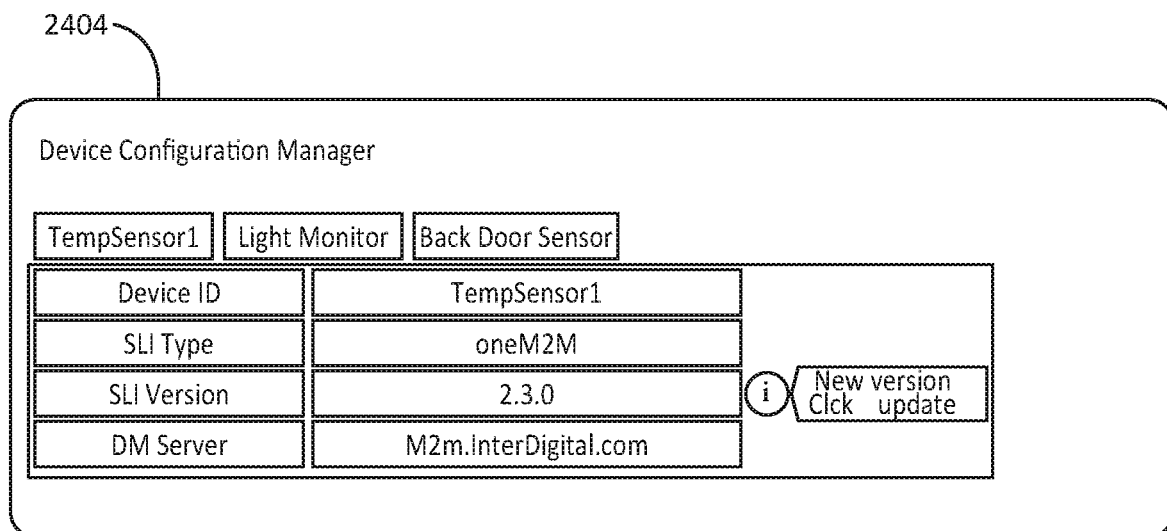 2404
Device Configuration Manager
TempSensor1 Light Monitor Back Door Sensor
Device ID TempSensor1
SLI Type oneM2M
SLI Version 2.3.0 i New version
Clck update
DM Server M2m.InterDigital.com